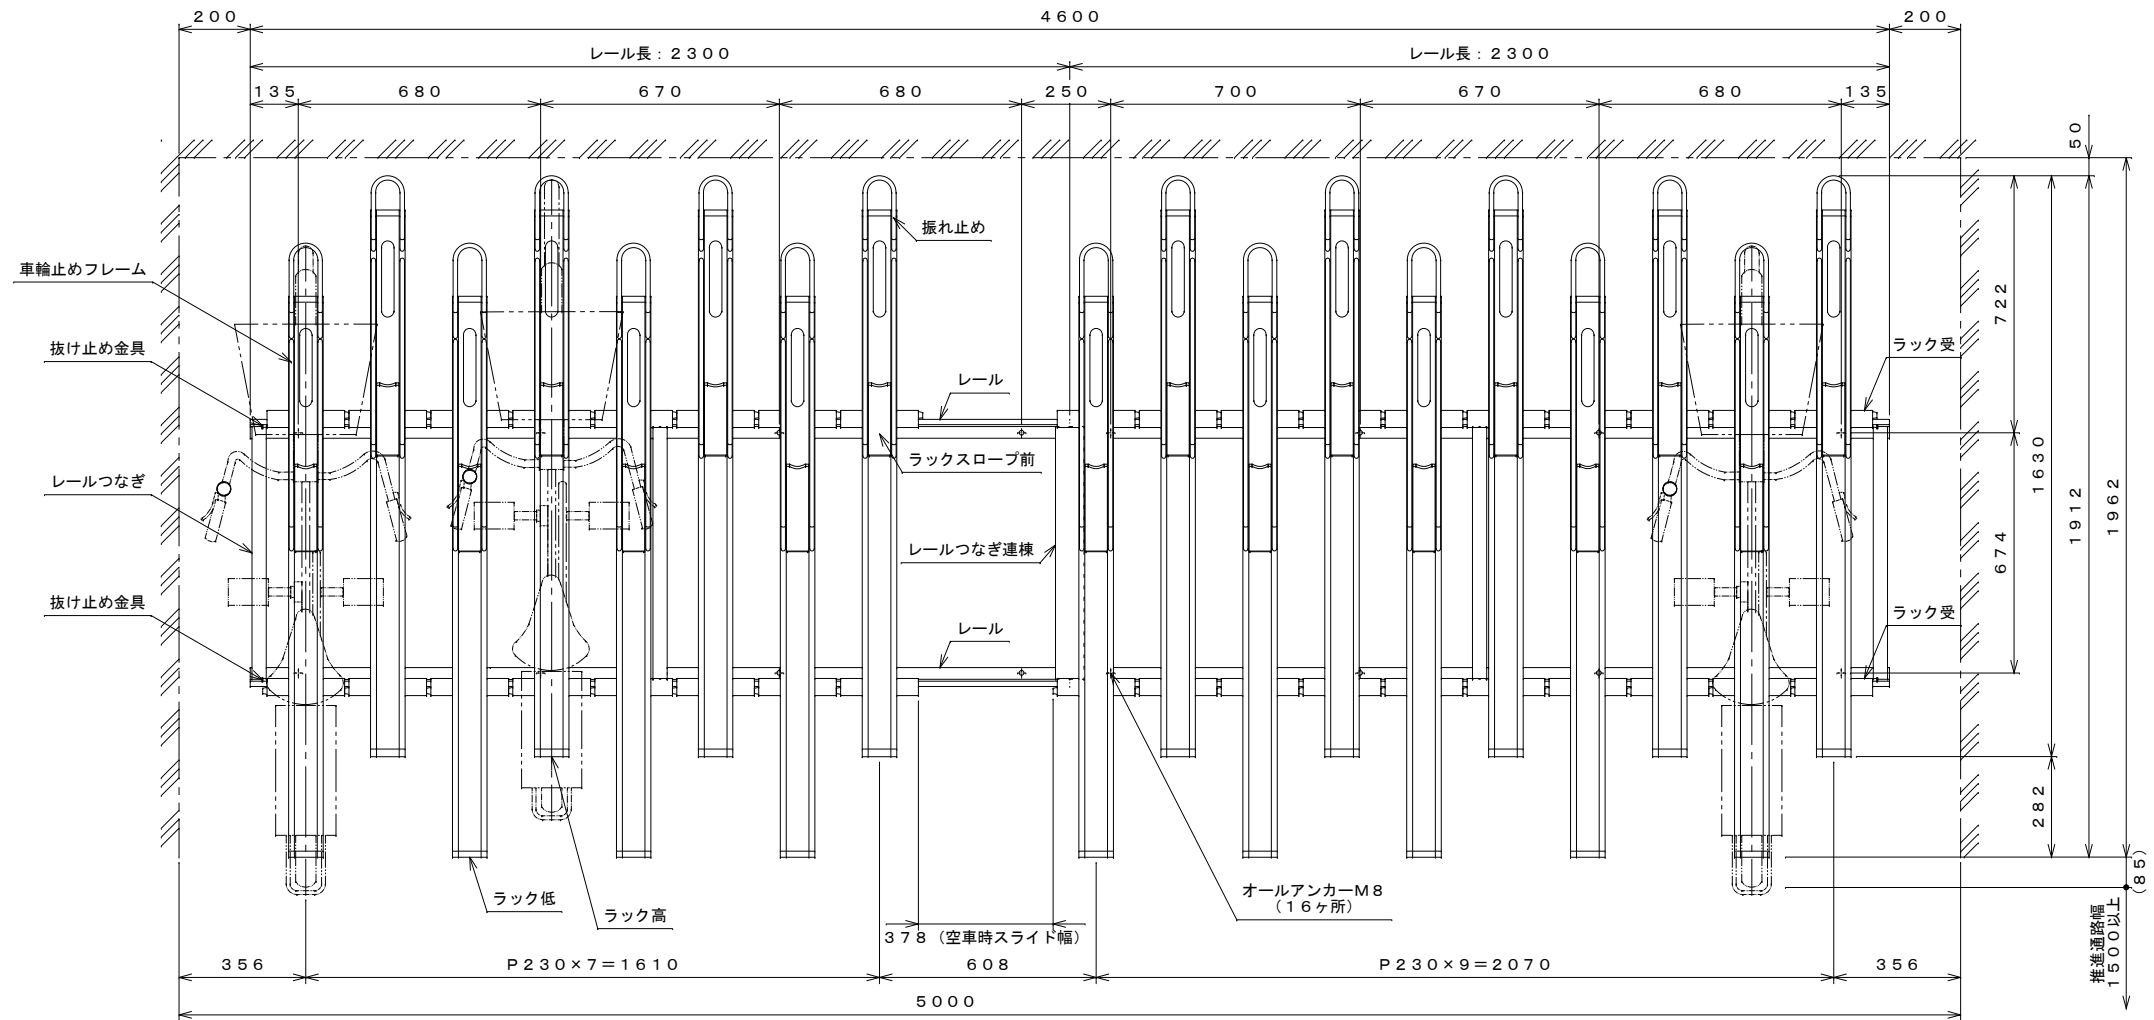 200
4600
200
レール長：2300
レール長：2300
135
680
670
680
250
700
670
680
135
50
振れ止め
車輪止めフレーム
抜け止め金具
レール
ラック受
722
ラックスロープ前
レールつなぎ
1630
1912
1962
レールつなぎ連棟
674
抜け止め金具
レール
ラック受
282
(85)
ラック低
ラック高
オールアンカーM8
（16ヶ所）
378（空車時スライド幅）
推進通路幅
1500以上
356
P230×7＝1610
608
P230×9＝2070
356
5000